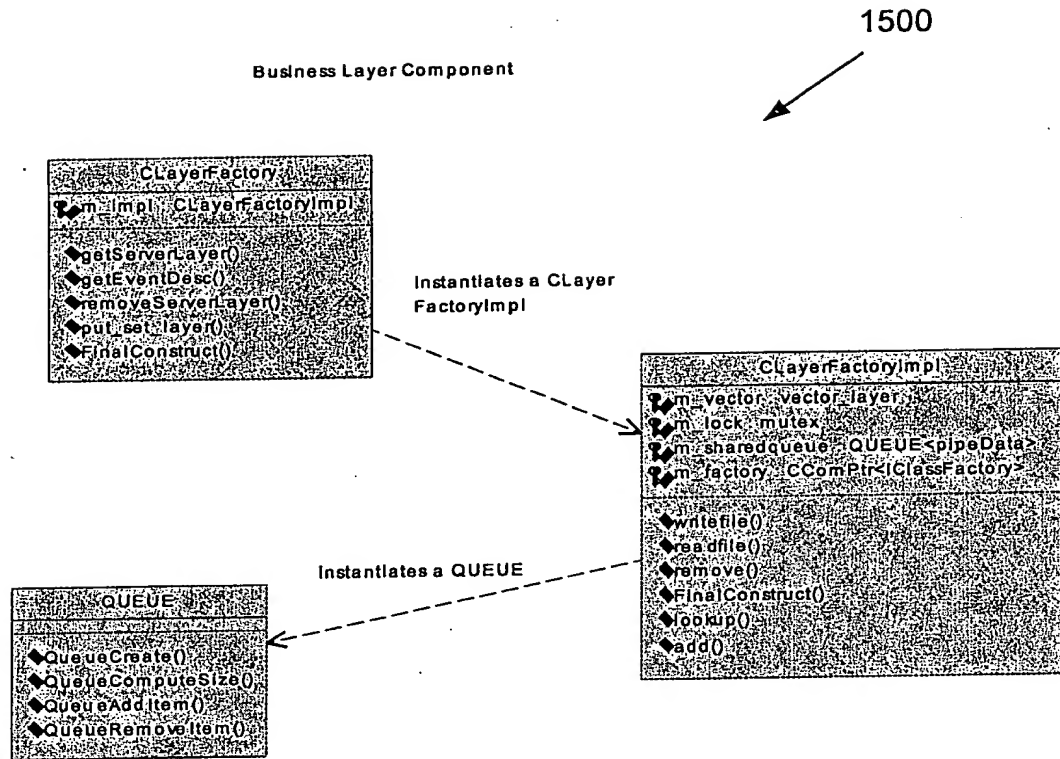 1500
Business Layer Component
CLayerFactory
m_Impl CLayerFactoryImpl
getServerLayer()
getEventDesc()
removeServerLayer()
put_set_layer()
FinalConstruct()
Instantiates a CLayer
FactoryImpl
CLayerFactoryImpl
m_vector vector_layer
m_lock mutex
m_sharedqueue QUEUE<pipeData>
m_factory CComPtr<IClassFactory>
writefile()
readfile()
remove()
FinalConstruct()
lookup()
add()
Instantiates a QUEUE
QUEUE
QueueCreate()
QueueComputeSize()
QueueAddItem()
QueueRemoveItem()